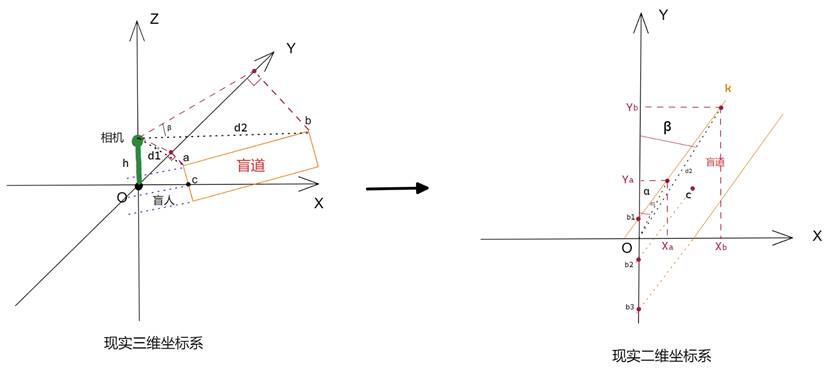 Z
Y
相机
β
d2
b
h
d1
a
盲道
c
O
盲人
X
现实三维坐标系
Y
k
Yb
β
盲道
d2
Ya
α
c
b1
O
Xa
Xb
X
b2
b3
现实二维坐标系